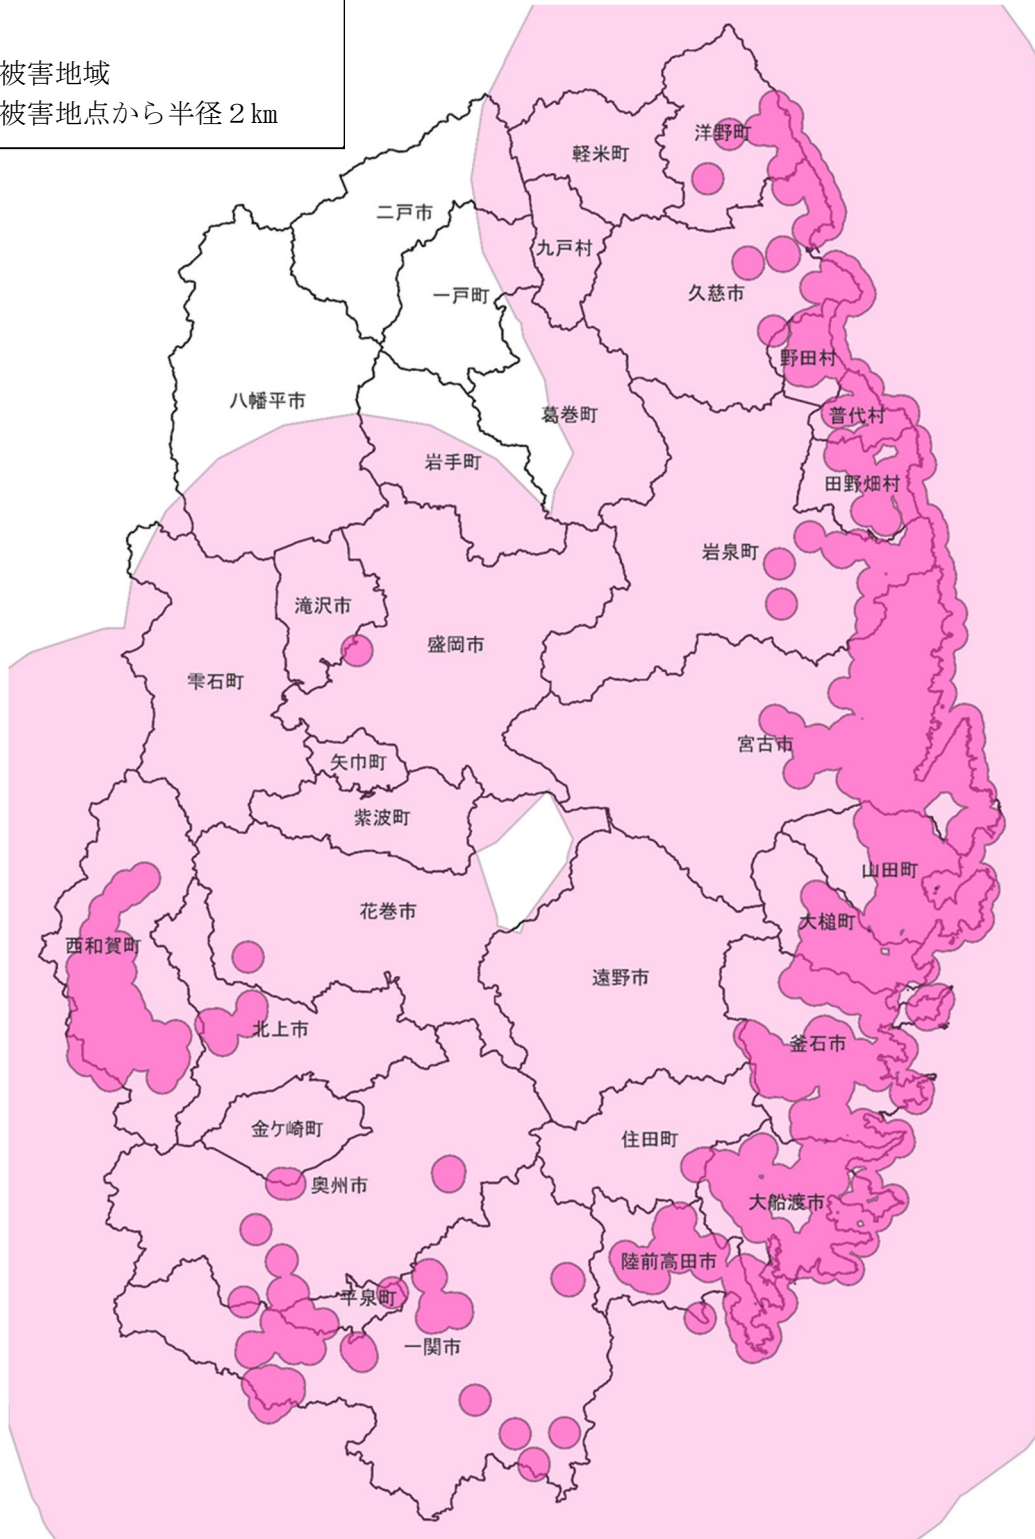 被害地域
被害地点から半径２㎞
洋野町
軽米町
二戸市
九戸村
一戸町
久慈市
野田村
八幡平市
葛巻町
普代村
岩手町
田野畑村
岩泉町
滝沢市
盛岡市
雫石町
宮古市
矢巾町
紫波町
山田町
花巻市
大槌町
西和賀町
遠野市
北上市
釜石市
金ケ崎町
住田町
奥州市
大船渡市
陸前高田市
平泉町
一関市